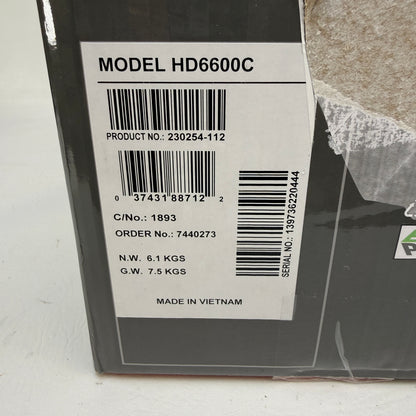 MODEL HD6600C
PRODUCT NO.: 230254-112
0 37431 88712 2
C/No.: 1893
ORDER No.: 7440273
N.W. 6.1 KGS
G.W. 7.5 KGS
MADE IN VIETNAM
SERIAL NO.: 139736220444